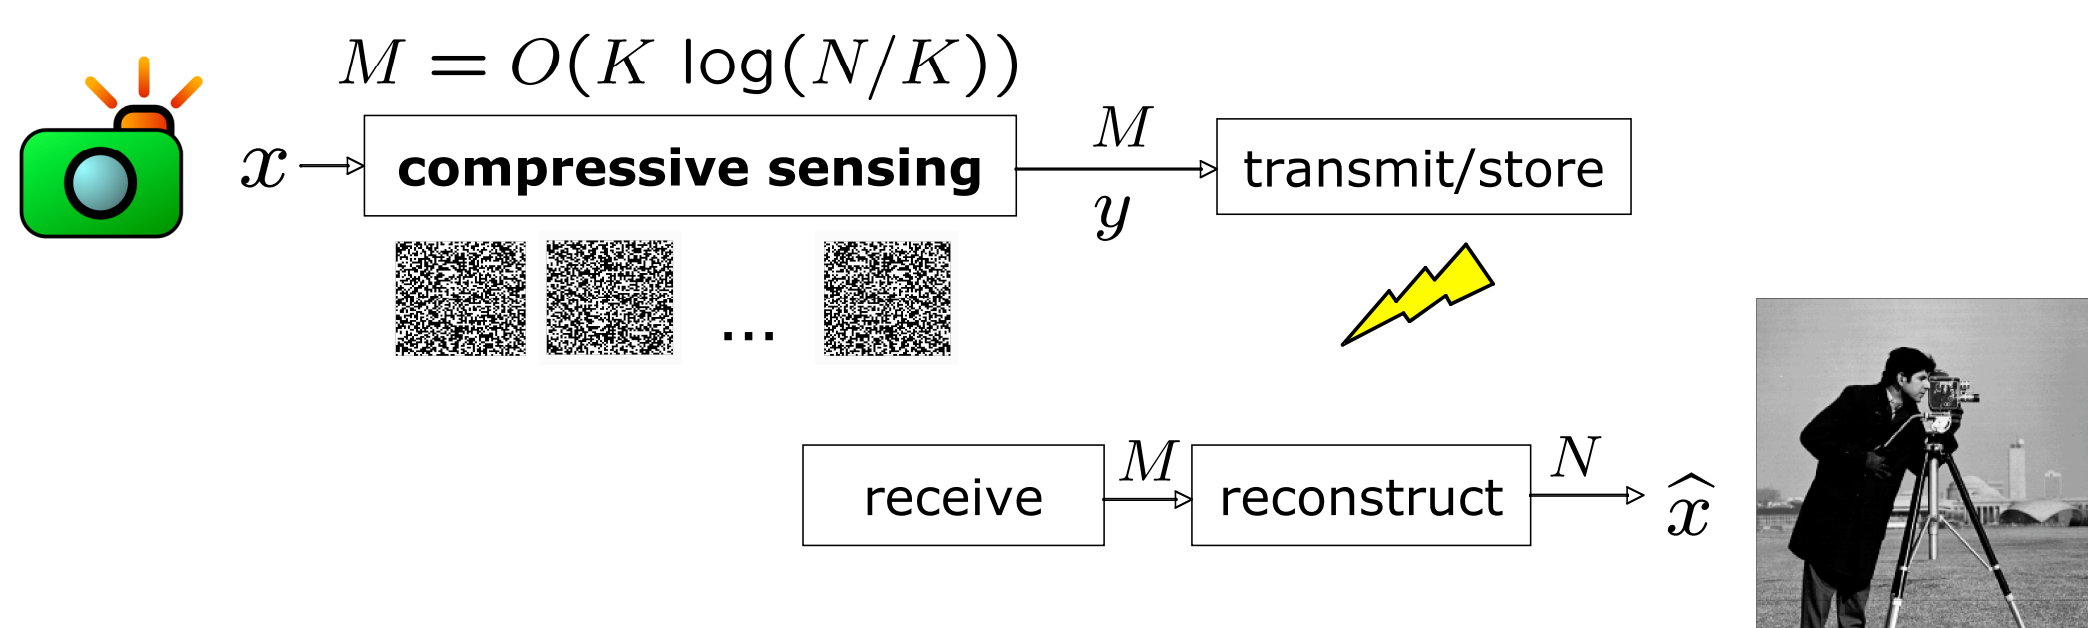 M = O(K log(N/K))
x
compressive sensing
M
y
transmit/store
...
receive
M
reconstruct
N
x̂